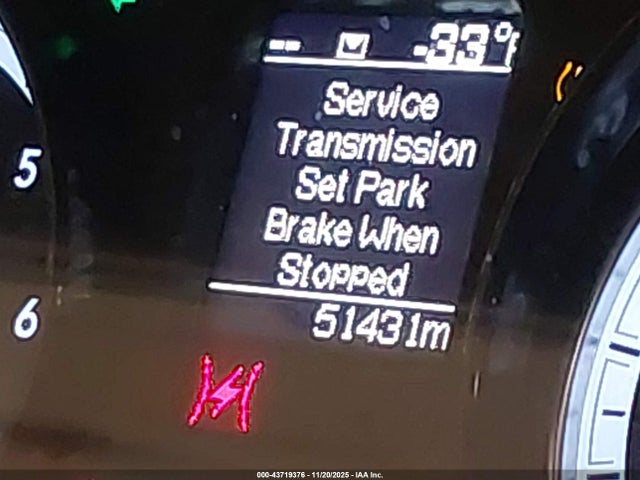 -- -33°F
Service
Transmission
Set Park
Brake When
Stopped
51431m
5
6
000-43719376 - 11/20/2025 - IAA Inc.